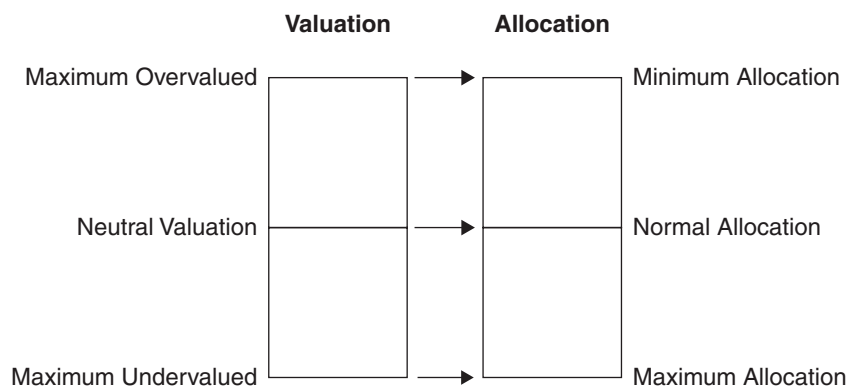 Valuation Allocation
Maximum Overvalued Minimum Allocation
Neutral Valuation Normal Allocation
Maximum Undervalued Maximum Allocation